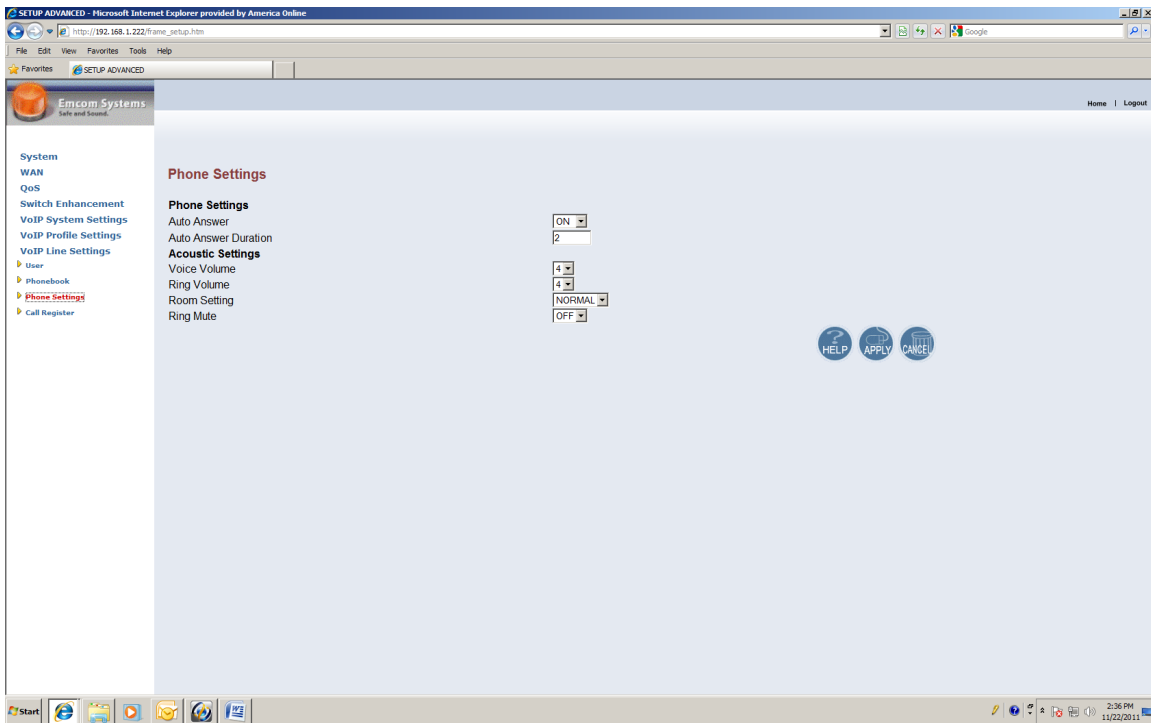 SETUP ADVANCED - Microsoft Internet Explorer provided by America Online
http://192.168.1.222/frame_setup.htm
Google
File Edit View Favorites Tools Help
Favorites SETUP ADVANCED
Emcom Systems
Safe and Sound.
Home | Logout
System
WAN
QoS
Switch Enhancement
VoIP System Settings
VoIP Profile Settings
VoIP Line Settings
User
Phonebook
Phone Settings
Call Register
Phone Settings
Phone Settings
Auto Answer ON
Auto Answer Duration 2
Acoustic Settings
Voice Volume 4
Ring Volume 4
Room Setting NORMAL
Ring Mute OFF
HELP APPLY CANCEL
Start
2:36 PM
11/22/2011